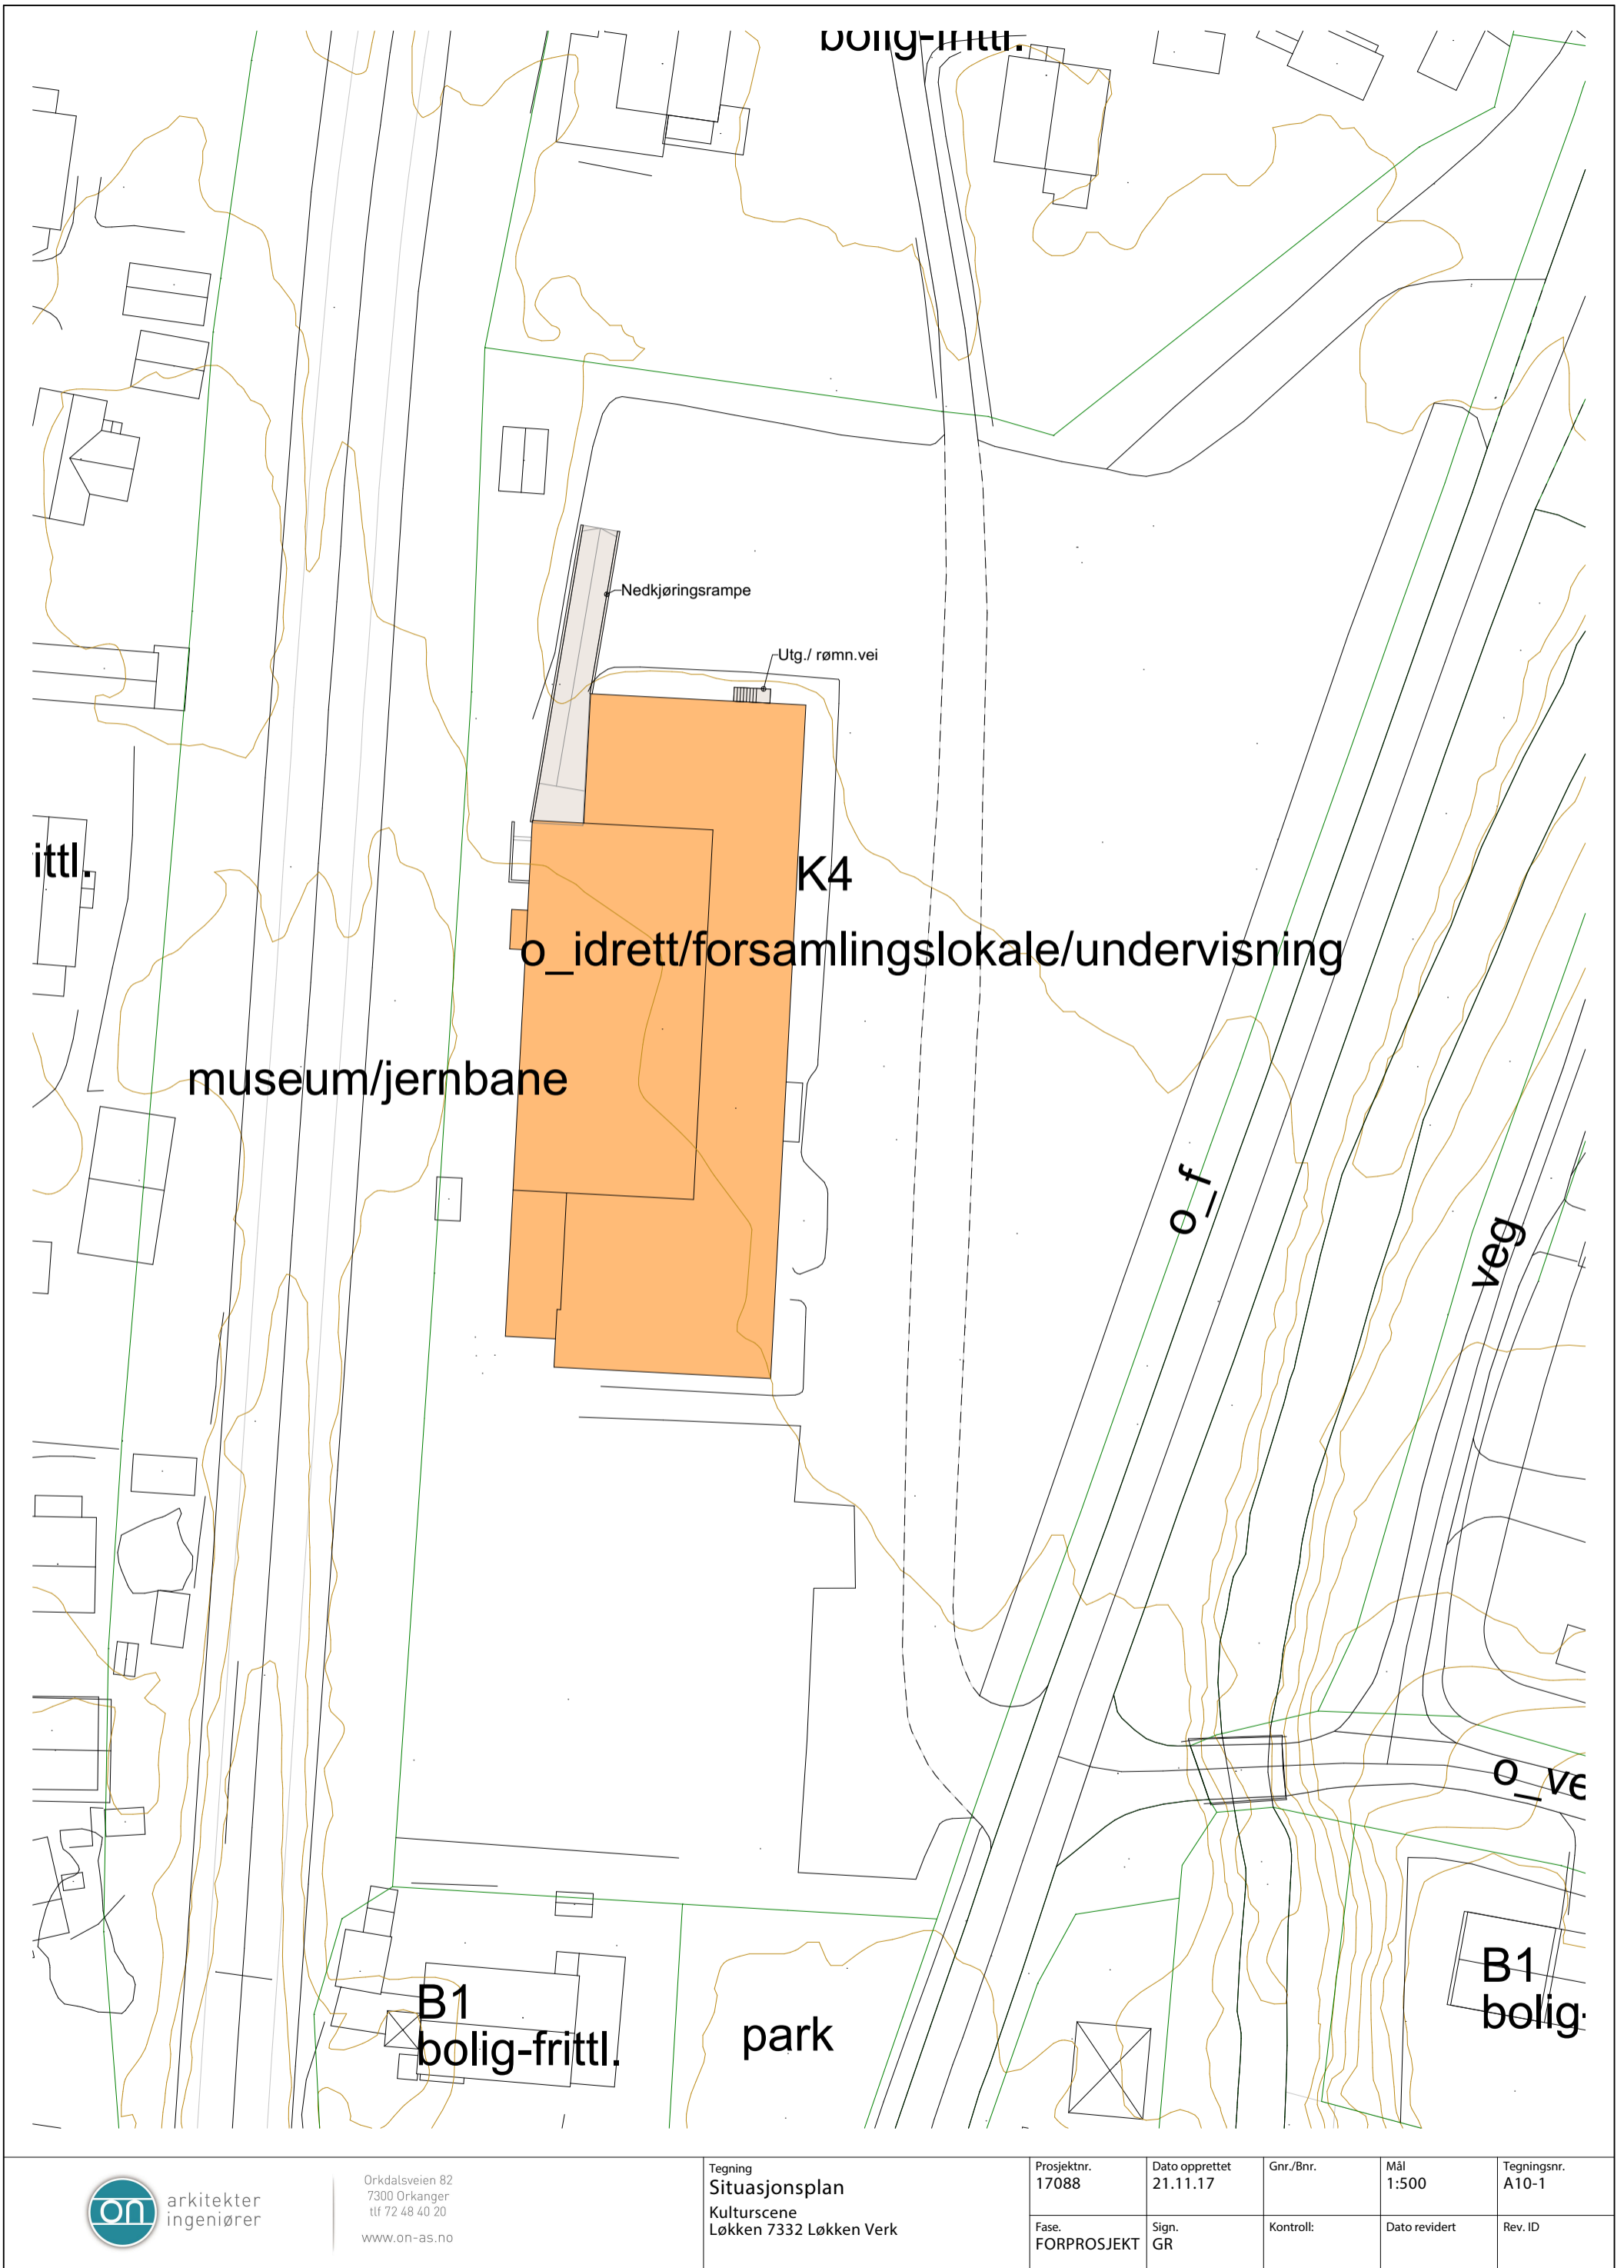 bolig-frittl.
Nedkjøringsrampe
Utg./ rømn.vei
ittl.
K4
o_idrett/forsamlingslokale/undervisning
museum/jernbane
o_f
veg
o_ve
B1
bolig-frittl.
park
B1
bolig-
on
arkitekter
ingeniører
Orkdalsveien 82
7300 Orkanger
tlf 72 48 40 20
www.on-as.no
Tegning
Situasjonsplan
Kulturscene
Løkken 7332 Løkken Verk
Prosjektnr.
17088
Dato opprettet
21.11.17
Gnr./Bnr.
Mål
1:500
Tegningsnr.
A10-1
Fase.
FORPROSJEKT
Sign.
GR
Kontroll:
Dato revidert
Rev. ID